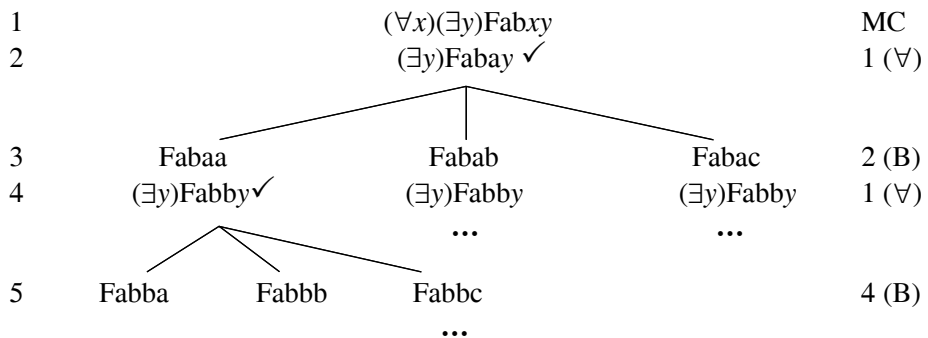 1 (∀x)(∃y)Fabxy MC
2 (∃y)Fabay ✓ 1 (∀)
3 Fabaa Fabab Fabac 2 (B)
4 (∃y)Fabby✓ (∃y)Fabby (∃y)Fabby 1 (∀)
... ...
5 Fabba Fabbb Fabbc 4 (B)
...